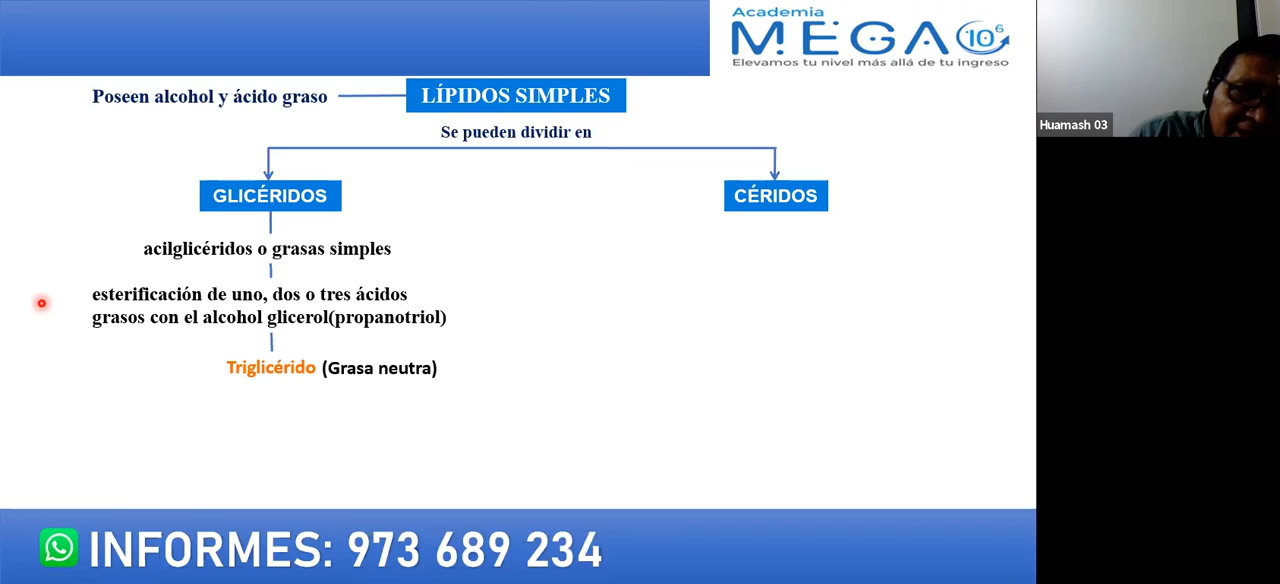 Academia
MEGA 10⁶
Elevamos tu nivel más allá de tu ingreso
Huamash 03
Poseen alcohol y ácido graso
LÍPIDOS SIMPLES
Se pueden dividir en
GLICÉRIDOS
CÉRIDOS
acilglicéridos o grasas simples
esterificación de uno, dos o tres ácidos
grasos con el alcohol glicerol(propanotriol)
Triglicérido (Grasa neutra)
INFORMES: 973 689 234